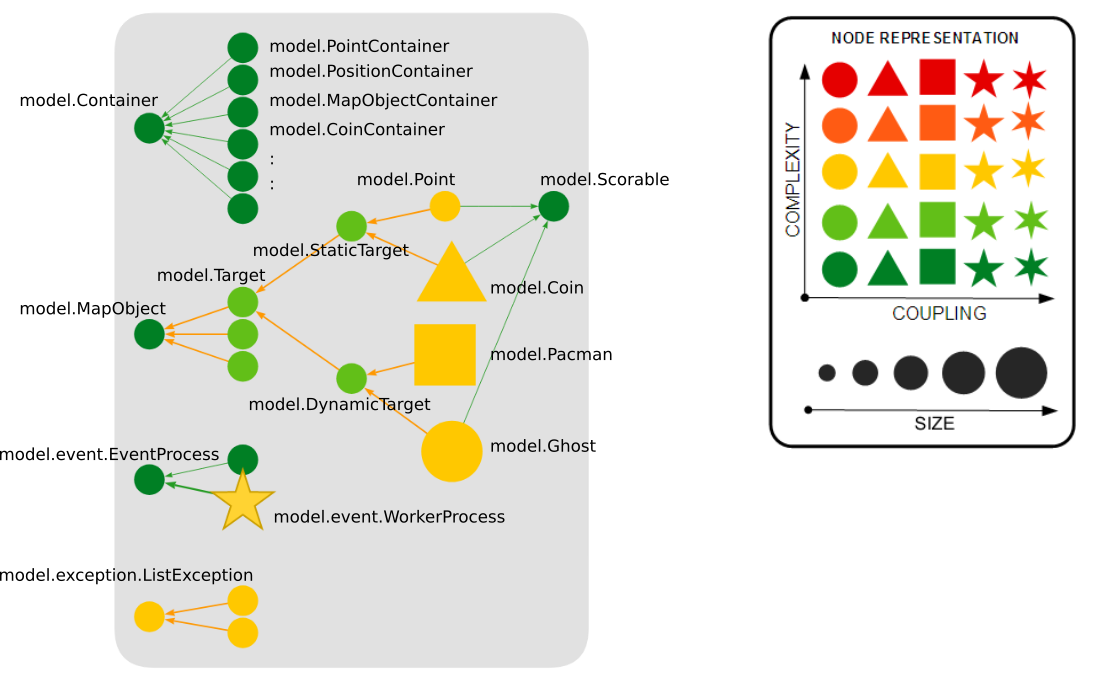 model.PointContainer
model.PositionContainer
model.Container
model.MapObjectContainer
model.CoinContainer
:
:
model.Point
model.Scorable
model.StaticTarget
model.Target
model.Coin
model.MapObject
model.Pacman
model.DynamicTarget
model.Ghost
model.event.EventProcess
model.event.WorkerProcess
model.exception.ListException
NODE REPRESENTATION
COMPLEXITY
COUPLING
SIZE